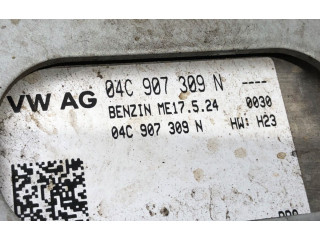 VW AG 04C 907 309 N ----
BENZIN ME17.5.24 0030
04C 907 309 N HW: H23